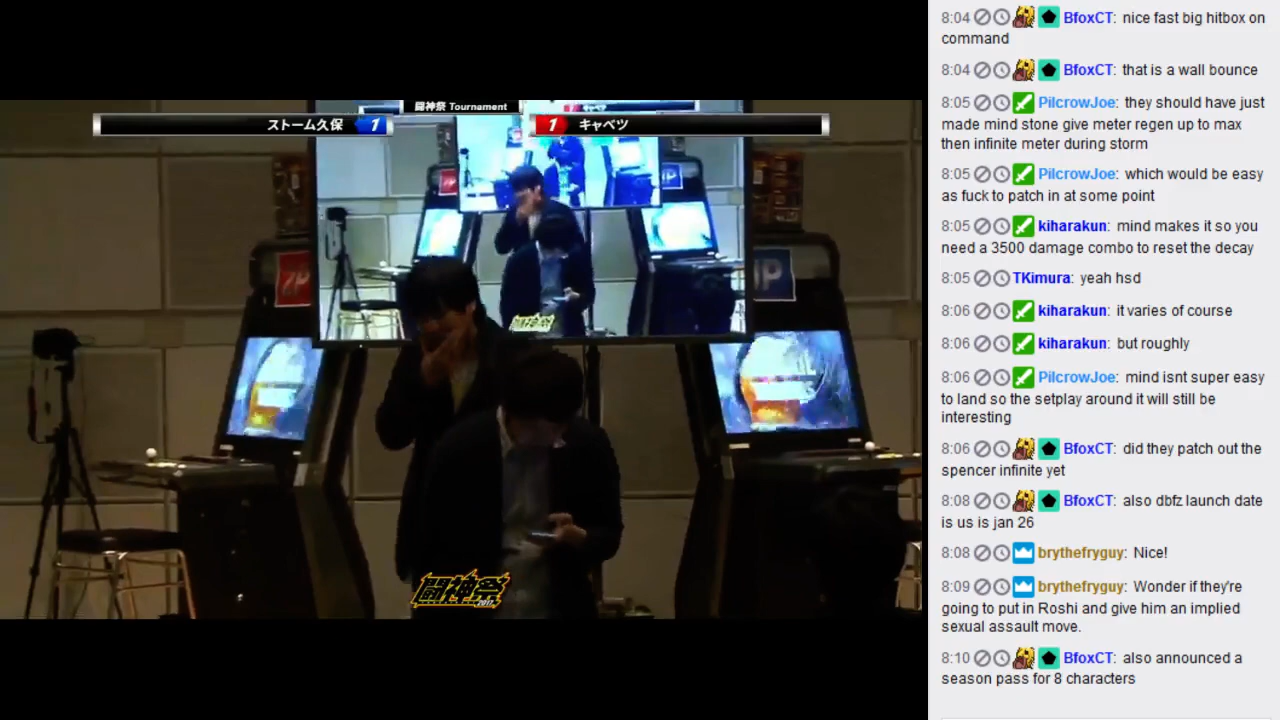 闘神祭 Tournament
ストーム久保 1
1 キャベツ
2P
1P
闘神祭
2017
8:04 BfoxCT: nice fast big hitbox on
command
8:04 BfoxCT: that is a wall bounce
8:05 PilcrowJoe: they should have just
made mind stone give meter regen up to max
then infinite meter during storm
8:05 PilcrowJoe: which would be easy
as fuck to patch in at some point
8:05 kiharakun: mind makes it so you
need a 3500 damage combo to reset the decay
8:05 TKimura: yeah hsd
8:06 kiharakun: it varies of course
8:06 kiharakun: but roughly
8:06 PilcrowJoe: mind isnt super easy
to land so the setplay around it will still be
interesting
8:06 BfoxCT: did they patch out the
spencer infinite yet
8:08 BfoxCT: also dbfz launch date
is us is jan 26
8:08 brythefryguy: Nice!
8:09 brythefryguy: Wonder if they're
going to put in Roshi and give him an implied
sexual assault move.
8:10 BfoxCT: also announced a
season pass for 8 characters